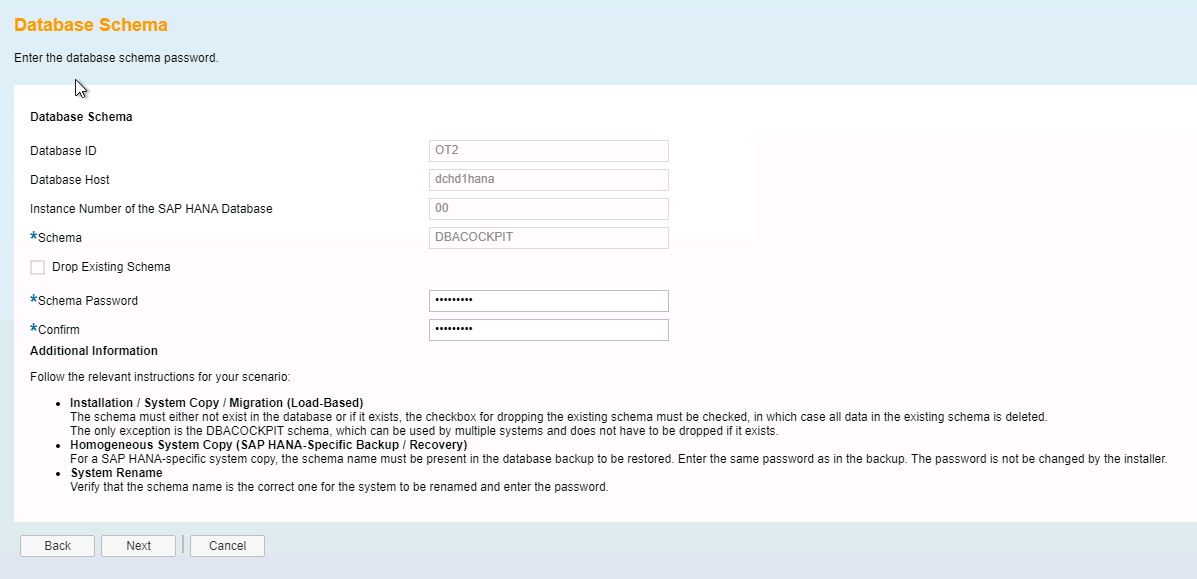 Database Schema
Enter the database schema password.
Database Schema
Database ID
OT2
Database Host
dchd1hana
Instance Number of the SAP HANA Database
00
*Schema
DBACOCKPIT
Drop Existing Schema
*Schema Password
•••••••••
*Confirm
•••••••••
Additional Information
Follow the relevant instructions for your scenario:
• Installation / System Copy / Migration (Load-Based)
The schema must either not exist in the database or if it exists, the checkbox for dropping the existing schema must be checked, in which case all data in the existing schema is deleted.
The only exception is the DBACOCKPIT schema, which can be used by multiple systems and does not have to be dropped if it exists.
• Homogeneous System Copy (SAP HANA-Specific Backup / Recovery)
For a SAP HANA-specific system copy, the schema name must be present in the database backup to be restored. Enter the same password as in the backup. The password is not be changed by the installer.
• System Rename
Verify that the schema name is the correct one for the system to be renamed and enter the password.
Back Next | Cancel